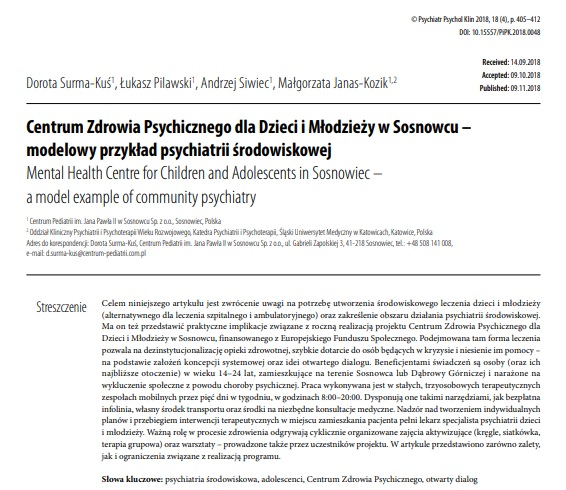 © Psychiatr Psychol Klin 2018, 18 (4), p. 405–412
DOI: 10.15557/PiPK.2018.0048
Received: 14.09.2018
Accepted: 09.10.2018
Published: 09.11.2018
Dorota Surma-Kuś¹, Łukasz Pilawski¹, Andrzej Siwiec¹, Małgorzata Janas-Kozik¹,²
Centrum Zdrowia Psychicznego dla Dzieci i Młodzieży w Sosnowcu –
modelowy przykład psychiatrii środowiskowej
Mental Health Centre for Children and Adolescents in Sosnowiec –
a model example of community psychiatry
¹ Centrum Pediatrii im. Jana Pawła II w Sosnowcu Sp. z o.o., Sosnowiec, Polska
² Oddział Kliniczny Psychiatrii i Psychoterapii Wieku Rozwojowego, Katedra Psychiatrii i Psychoterapii, Śląski Uniwersytet Medyczny w Katowicach, Katowice, Polska
Adres do korespondencji: Dorota Surma-Kuś, Centrum Pediatrii im. Jana Pawła II w Sosnowcu Sp. z o.o., ul. Gabrieli Zapolskiej 3, 41–218 Sosnowiec, tel.: +48 508 141 008,
e-mail: d.surma-kus@centrum-pediatrii.com.pl
Streszczenie
Celem niniejszego artykułu jest zwrócenie uwagi na potrzebę utworzenia środowiskowego leczenia dzieci i młodzieży
(alternatywnego dla leczenia szpitalnego i ambulatoryjnego) oraz zakreślenie obszaru działania psychiatrii środowiskowej.
Ma on też przedstawić praktyczne implikacje związane z roczną realizacją projektu Centrum Zdrowia Psychicznego dla
Dzieci i Młodzieży w Sosnowcu, finansowanego z Europejskiego Funduszu Społecznego. Podejmowana tam forma leczenia
pozwala na dezinstytucjonalizację opieki zdrowotnej, szybkie dotarcie do osób będących w kryzysie i niesienie im pomocy –
na podstawie założeń koncepcji systemowej oraz idei otwartego dialogu. Beneficjentami świadczeń są osoby (oraz ich
najbliższe otoczenie) w wieku 14–24 lat, zamieszkujące na terenie Sosnowca lub Dąbrowy Górniczej i narażone na
wykluczenie społeczne z powodu choroby psychicznej. Praca wykonywana jest w stałych, trzyosobowych terapeutycznych
zespołach mobilnych przez pięć dni w tygodniu, w godzinach 8:00–20:00. Dysponują one takimi narzędziami, jak bezpłatna
infolinia, własny środek transportu oraz środki na niezbędne konsultacje medyczne. Nadzór nad tworzeniem indywidualnych
planów i przebiegiem interwencji terapeutycznych w miejscu zamieszkania pacjenta pełni lekarz specjalista psychiatrii dzieci
i młodzieży. Ważną rolę w procesie zdrowienia odgrywają cyklicznie organizowane zajęcia aktywizujące (kręgle, siatkówka,
terapia grupowa) oraz warsztaty – prowadzone także przez uczestników projektu. W artykule przedstawiono zarówno zalety,
jak i ograniczenia związane z realizacją programu.
Słowa kluczowe: psychiatria środowiskowa, adolescenci, Centrum Zdrowia Psychicznego, otwarty dialog